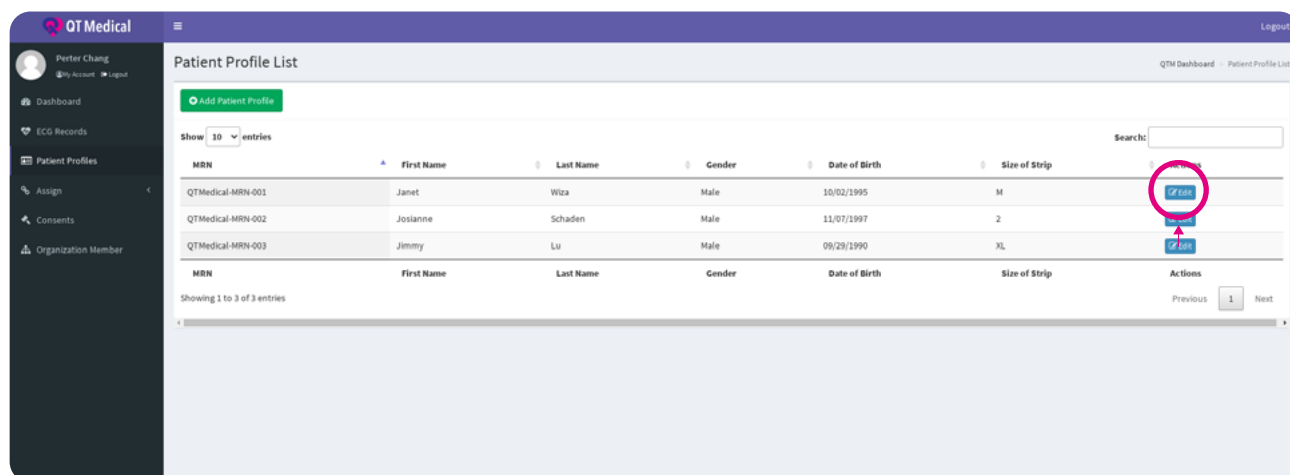 QT Medical
Logout
Perter Chang
My Account Logout
Patient Profile List
QTM Dashboard > Patient Profile List
Dashboard
Add Patient Profile
ECG Records
Show 10 entries
Search:
Patient Profiles
MRN First Name Last Name Gender Date of Birth Size of Strip Actions
Assign
QTMedical-MRN-001 Janet Wiza Male 10/02/1995 M Edit
Consents
QTMedical-MRN-002 Josianne Schaden Male 11/07/1997 2 Edit
Organization Member
QTMedical-MRN-003 Jimmy Lu Male 09/29/1990 XL Edit
MRN First Name Last Name Gender Date of Birth Size of Strip Actions
Showing 1 to 3 of 3 entries
Previous 1 Next